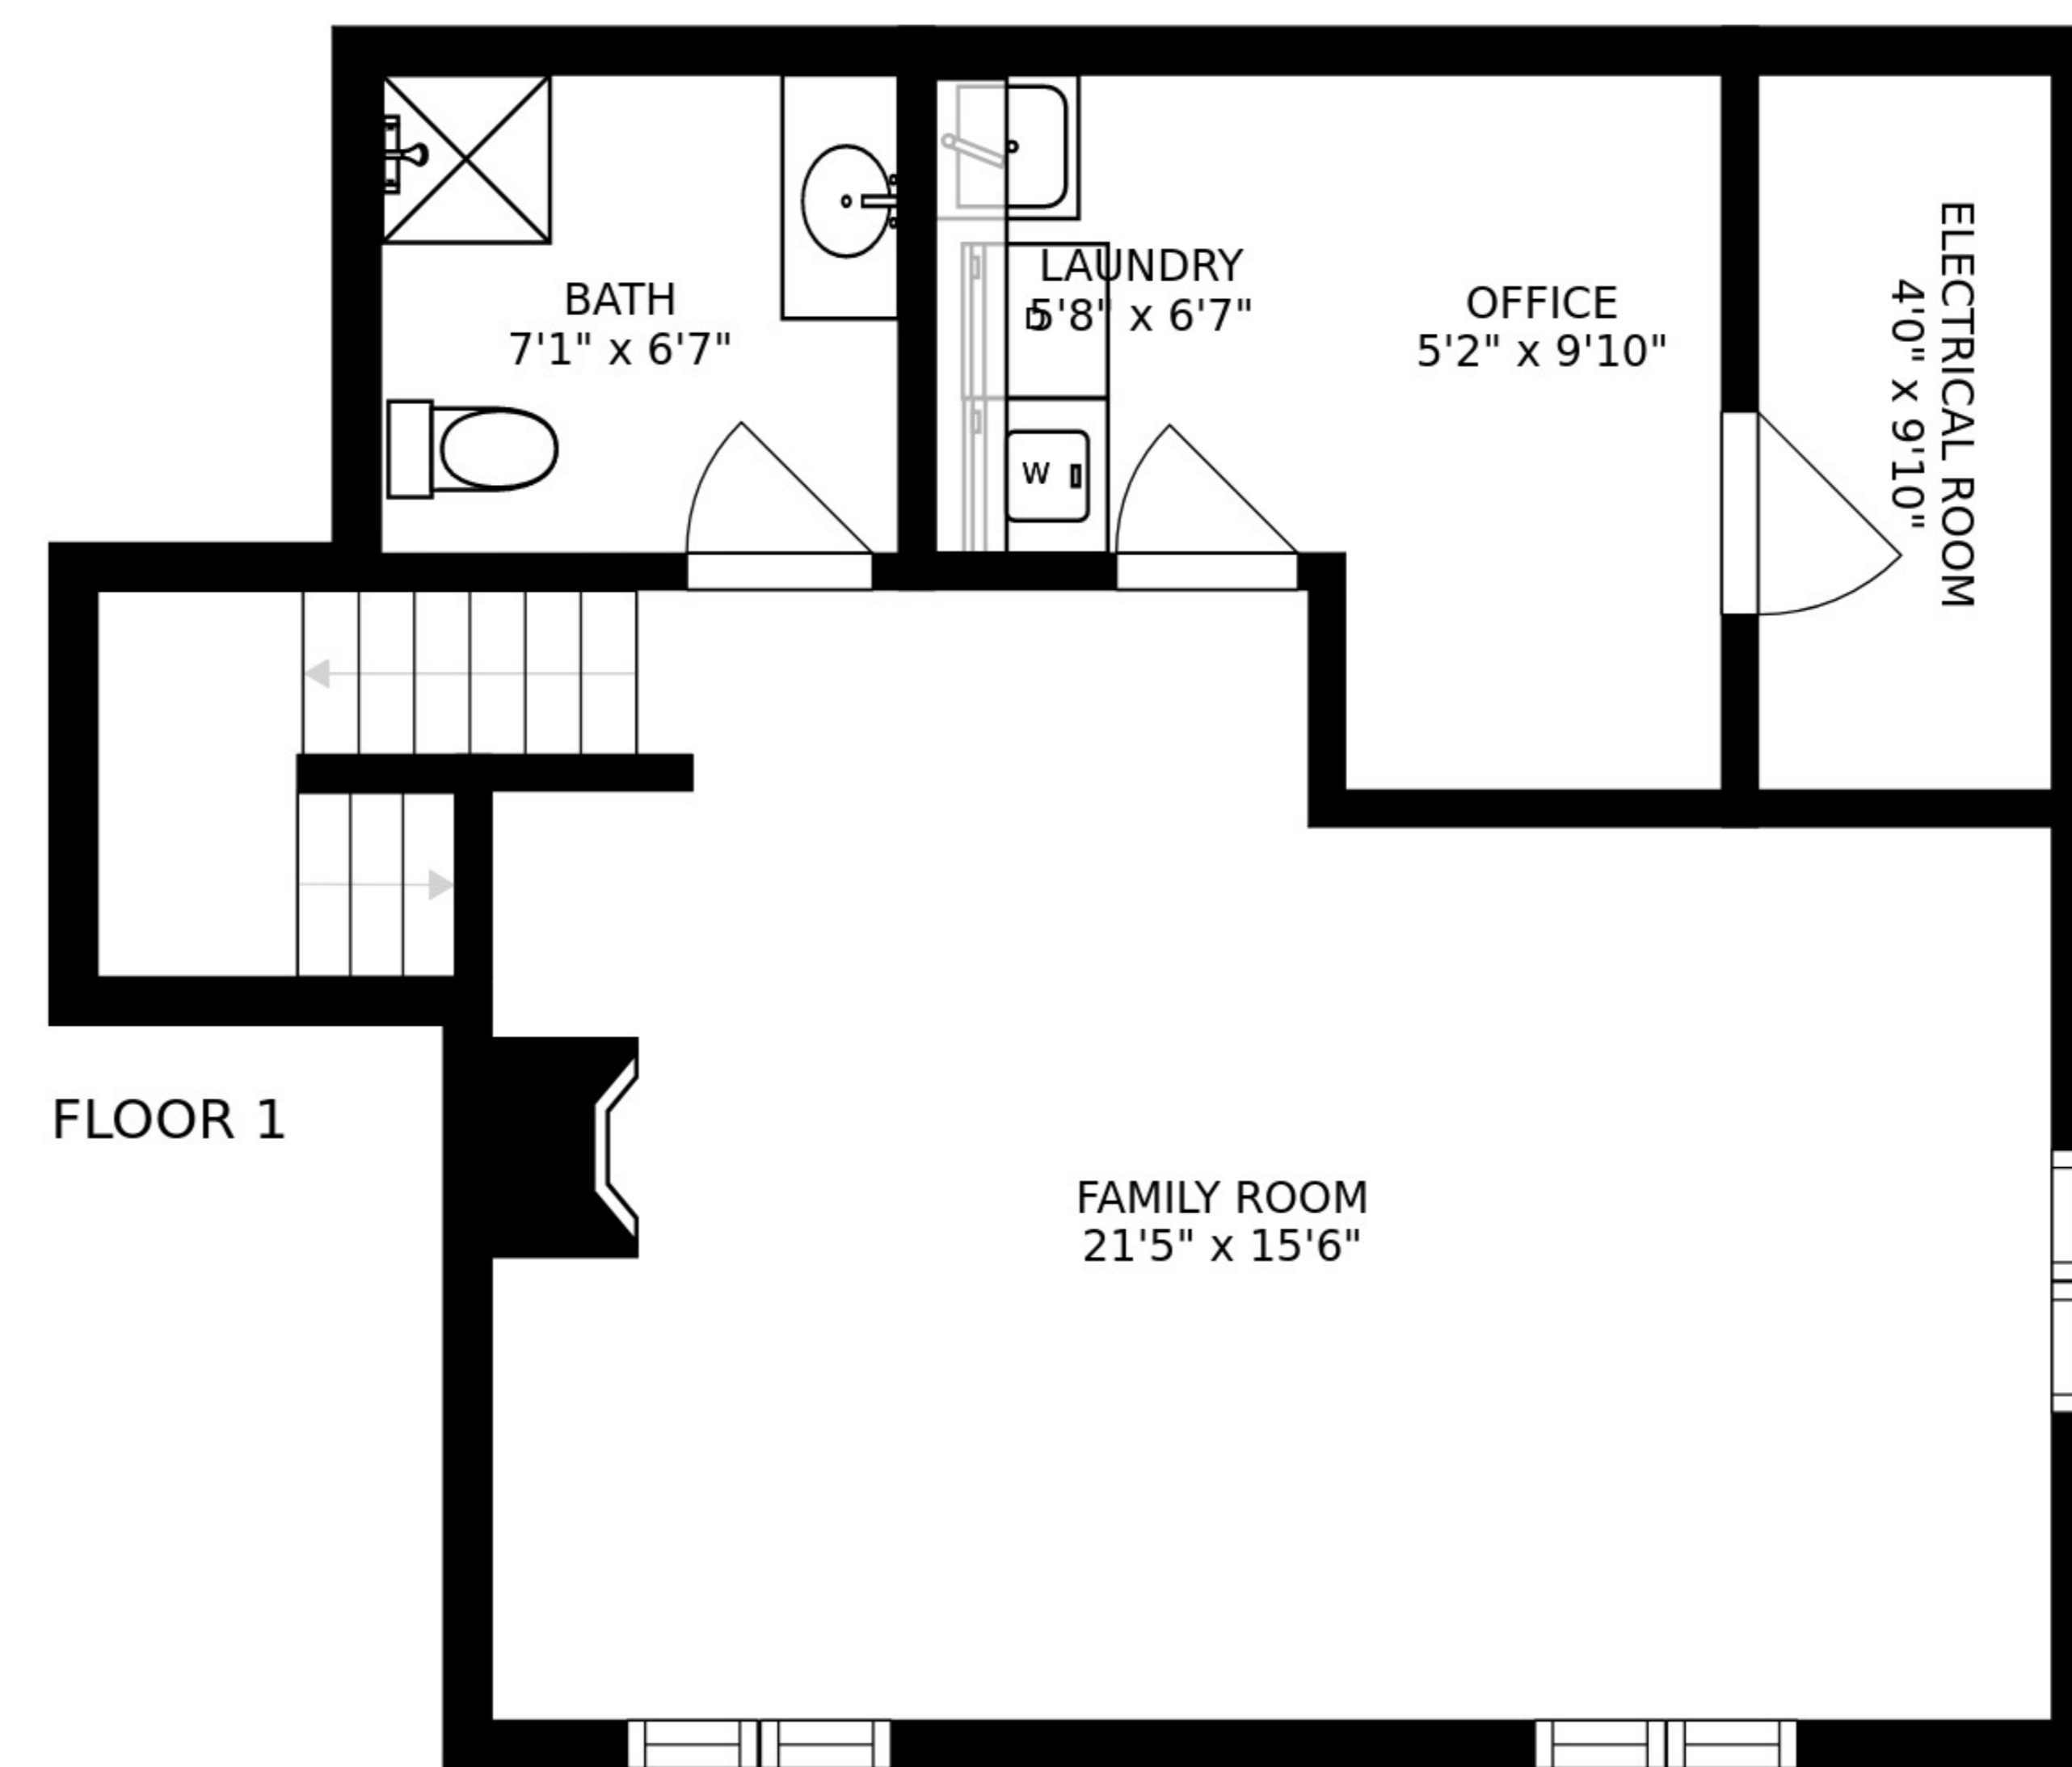 BATH
7'1" x 6'7"
LAUNDRY
5'8" x 6'7"
D
W
OFFICE
5'2" x 9'10"
ELECTRICAL ROOM
4'0" x 9'10"
FLOOR 1
FAMILY ROOM
21'5" x 15'6"